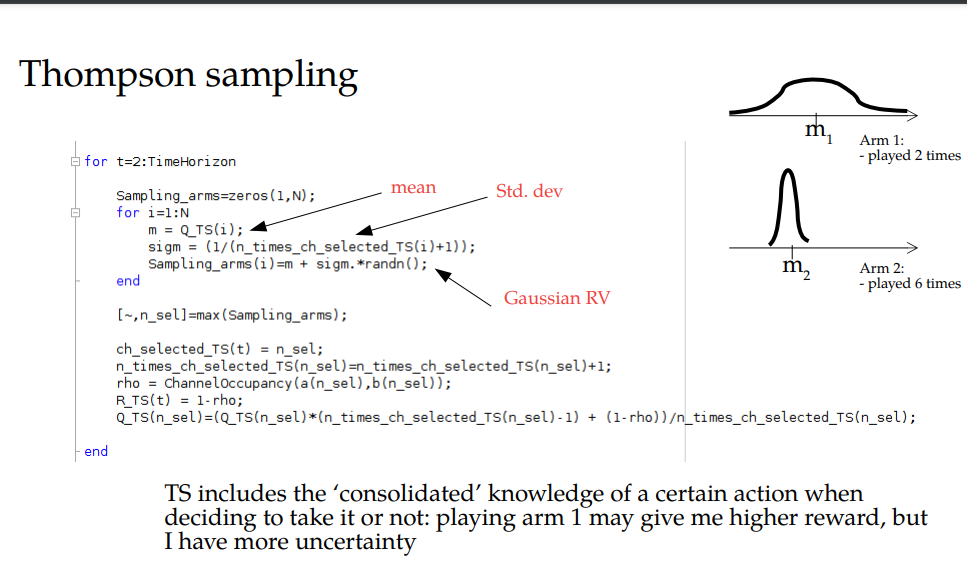 Thompson sampling
m1
Arm 1:
- played 2 times
for t=2:TimeHorizon
mean
Std. dev
Sampling_arms=zeros(1,N);
for i=1:N
m = Q_TS(i);
sigm = (1/(n_times_ch_selected_TS(i)+1));
Sampling_arms(i)=m + sigm.*randn();
end
m2
Arm 2:
- played 6 times
Gaussian RV
[~,n_sel]=max(Sampling_arms);
ch_selected_TS(t) = n_sel;
n_times_ch_selected_TS(n_sel)=n_times_ch_selected_TS(n_sel)+1;
rho = ChannelOccupancy(a(n_sel),b(n_sel));
R_TS(t) = 1-rho;
Q_TS(n_sel)=(Q_TS(n_sel)*(n_times_ch_selected_TS(n_sel)-1) + (1-rho))/n_times_ch_selected_TS(n_sel);
end
TS includes the ‘consolidated’ knowledge of a certain action when
deciding to take it or not: playing arm 1 may give me higher reward, but
I have more uncertainty